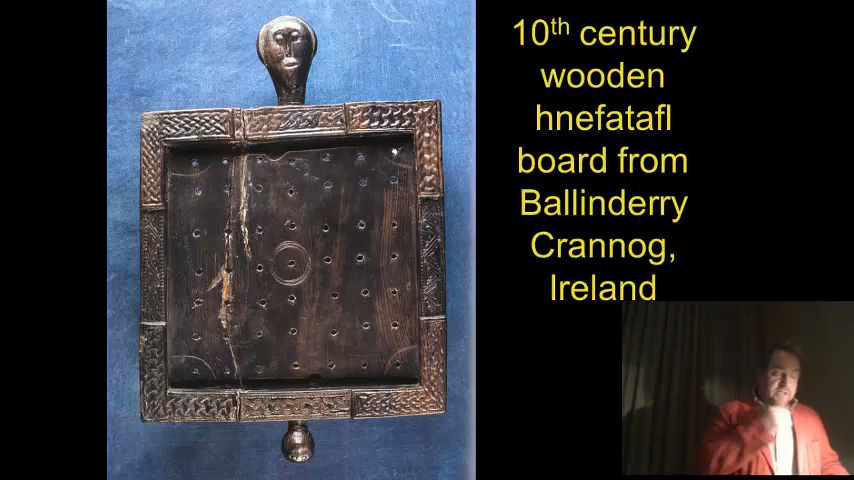 10th century
wooden
hnefatafl
board from
Ballinderry
Crannog,
Ireland